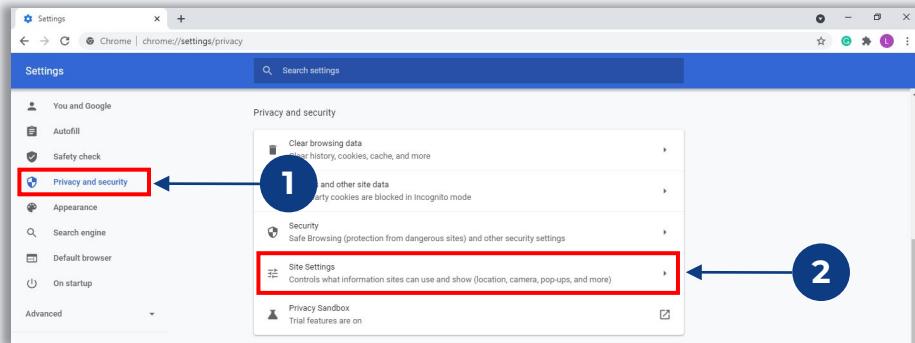 Settings
Chrome | chrome://settings/privacy
L
Settings
Search settings
You and Google
Autofill
Safety check
Privacy and security
Appearance
Search engine
Default browser
On startup
Advanced
Privacy and security
Clear browsing data
Clear history, cookies, cache, and more
1
and other site data
cookies are blocked in Incognito mode
Security
Safe Browsing (protection from dangerous sites) and other security settings
Site Settings
Controls what information sites can use and show (location, camera, pop-ups, and more)
2
Privacy Sandbox
Trial features are on